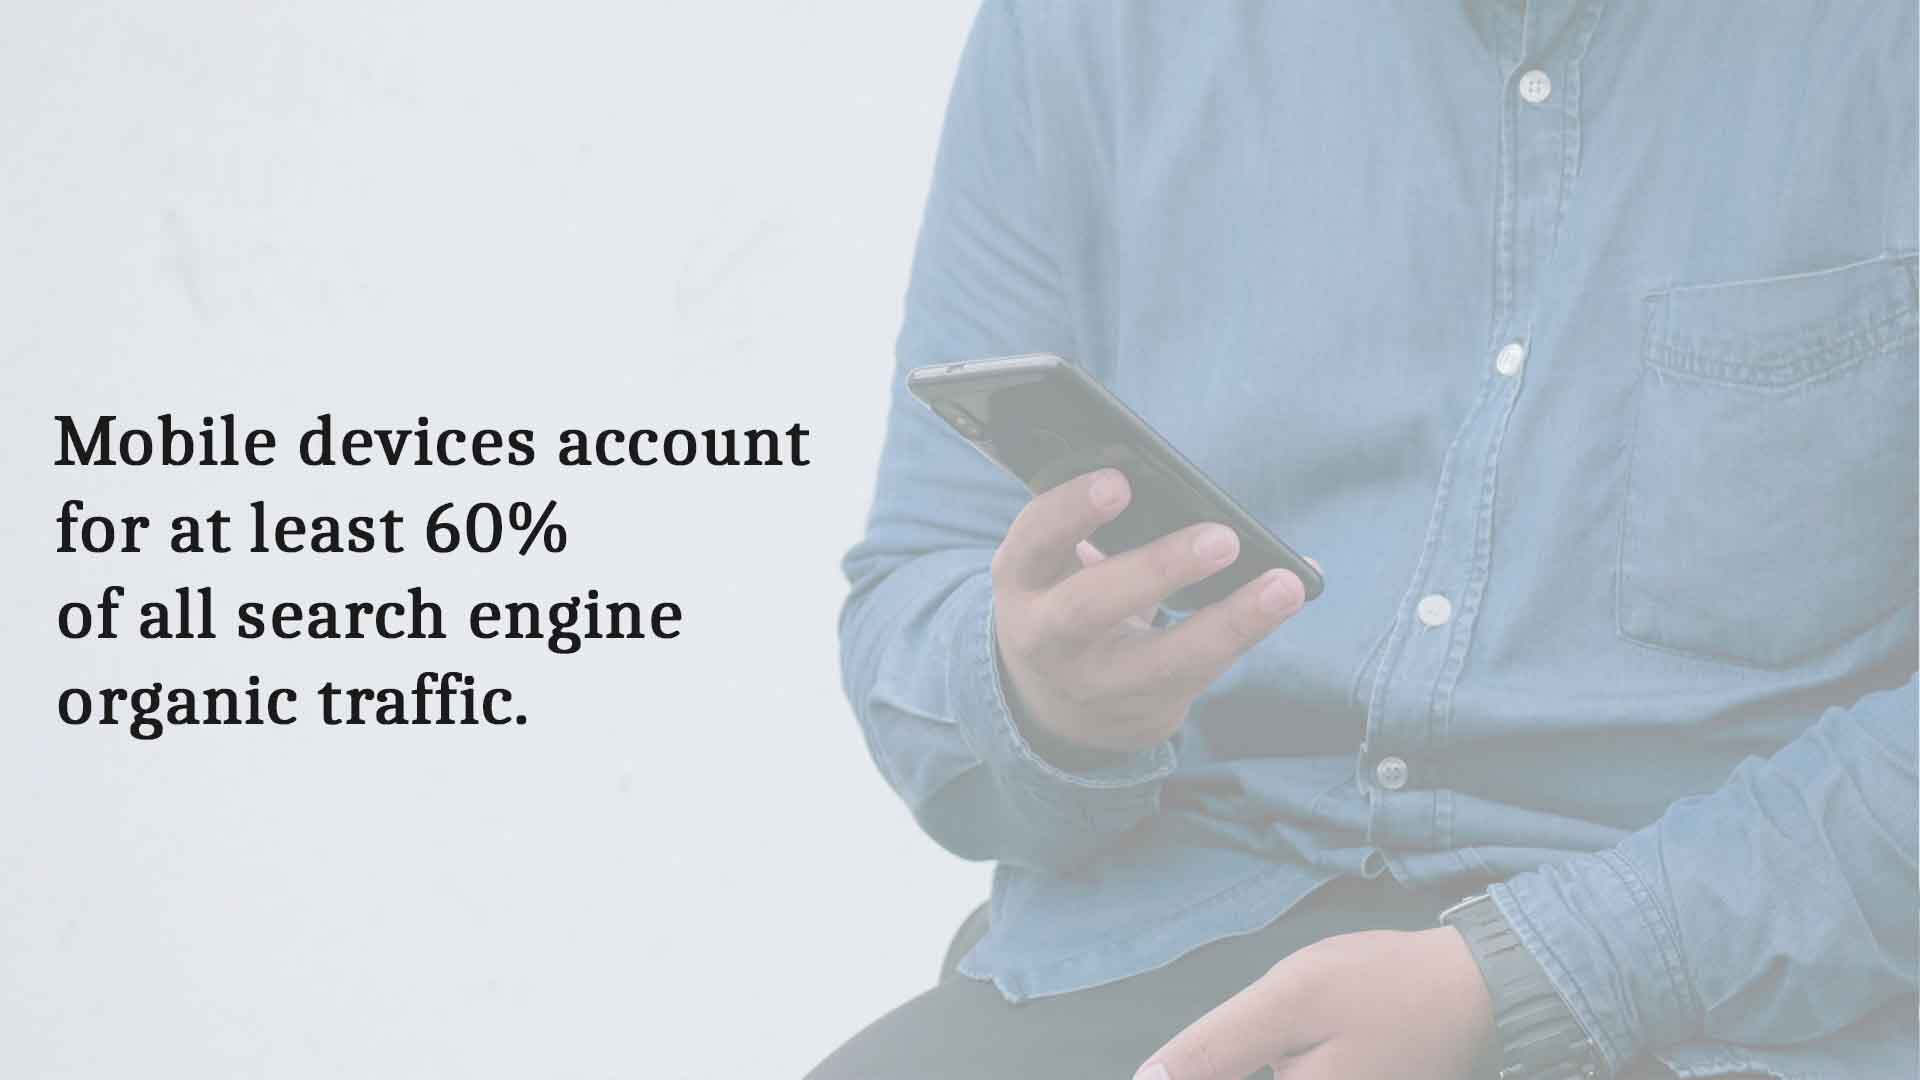 Mobile devices account
for at least 60%
of all search engine
organic traffic.